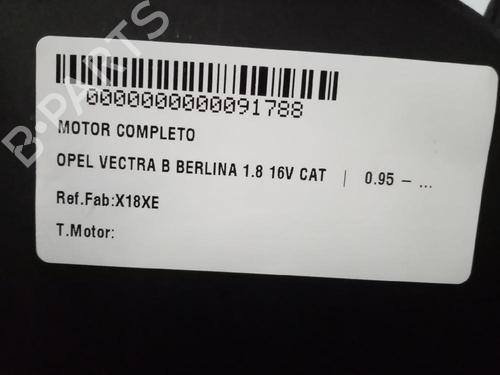 B-PARTS
0000000000091788
MOTOR COMPLETO
OPEL VECTRA B BERLINA 1.8 16V CAT | 0.95 – ...
Ref.Fab:X18XE
T.Motor: